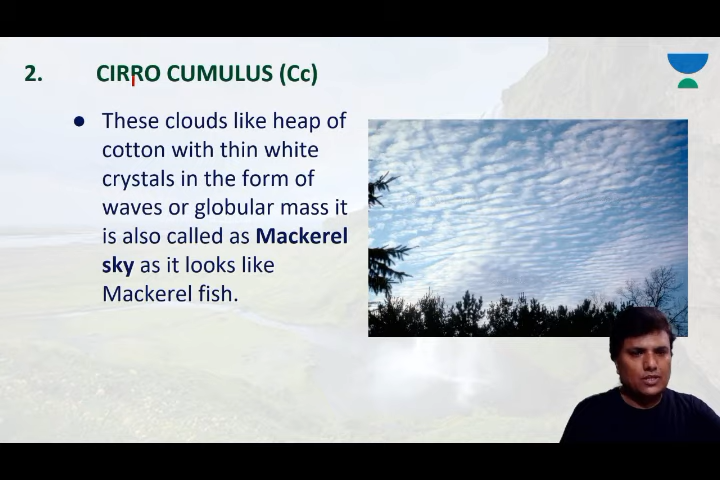 2. CIRRO CUMULUS (Cc)
● These clouds like heap of
cotton with thin white
crystals in the form of
waves or globular mass it
is also called as Mackerel
sky as it looks like
Mackerel fish.